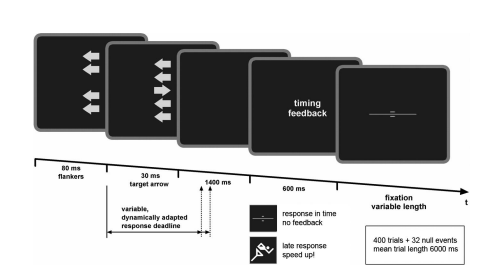 timing
feedback
80 ms
flankers
30 ms
target arrow
1400 ms
600 ms
fixation
variable length
t
variable,
dynamically adapted
response deadline
response in time
no feedback
late response
speed up!
400 trials + 32 null events
mean trial length 6000 ms